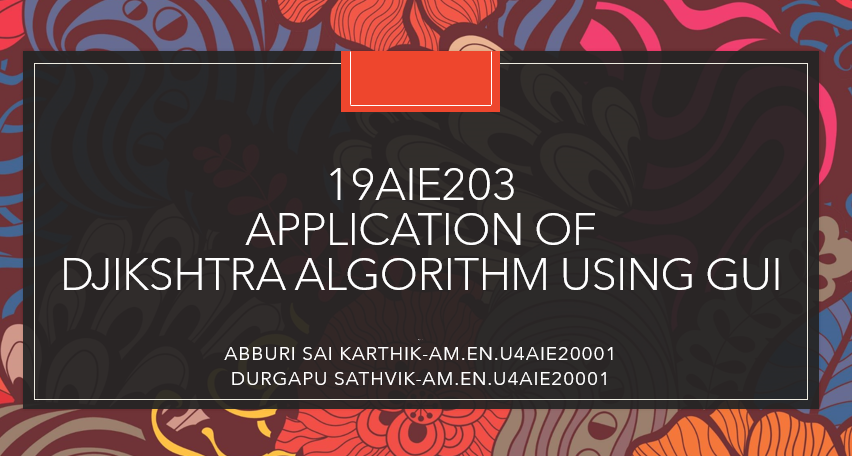 19AIE203
APPLICATION OF
DJIKSHTRA ALGORITHM USING GUI
ABBURI SAI KARTHIK-AM.EN.U4AIE20001
DURGAPU SATHVIK-AM.EN.U4AIE20001